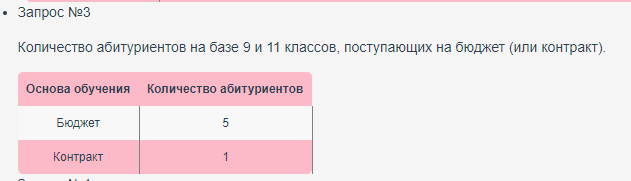 Запрос №3
Количество абитуриентов на базе 9 и 11 классов, поступающих на бюджет (или контракт).
Основа обучения Количество абитуриентов
Бюджет 5
Контракт 1